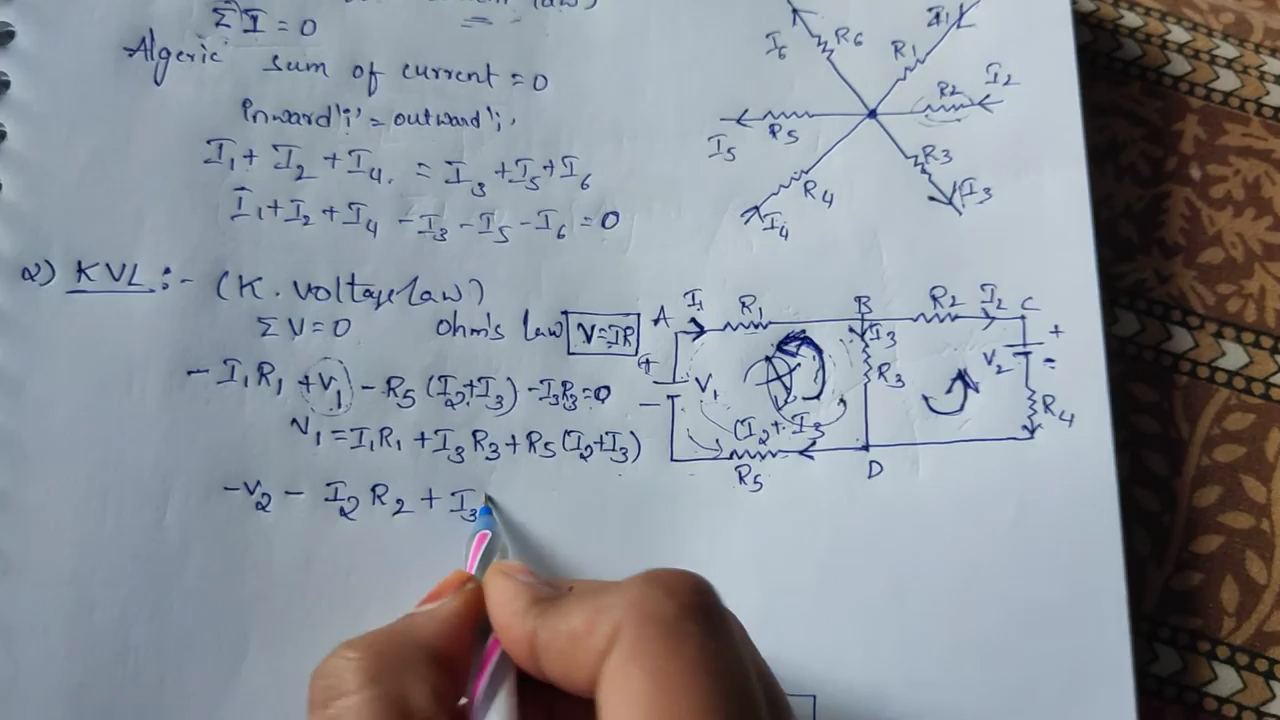 ΣI = 0
Algeric sum of current = 0
Inward 'i' = outward 'i'
I₁ + I₂ + I₄ = I₃ + I₅ + I₆
I₁ + I₂ + I₄ - I₃ - I₅ - I₆ = 0
I₆ R₆ R₁ I₁
R₂ I₂
I₅ R₅
R₃ I₃
R₄ I₄
2) KVL :- (K. voltage law)
ΣV = 0 ohm's law V = IR
- I₁R₁ + V₁ - R₅ (I₂ + I₃) - I₃R₃ = 0
V₁ = I₁R₁ + I₃R₃ + R₅ (I₂ + I₃)
-V₂ - I₂R₂ + I₃
A I₁ R₁ B R₂ I₂ C
I₃ +
+ V₁ R₃ V₂
-
(I₂ + I₃ R₄
R₅ D